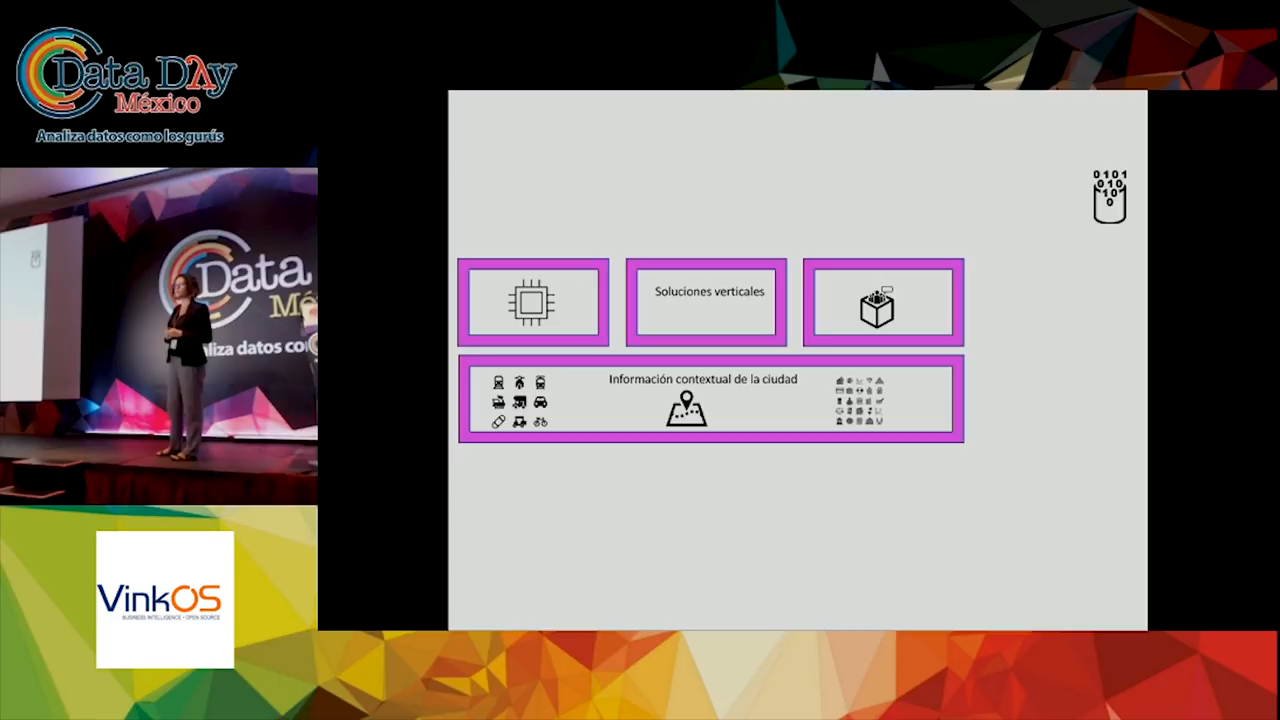 Data Day
México
Analiza datos como los gurús
0101
010
10
0
Soluciones verticales
Información contextual de la ciudad
Data
Mé
aliza datos co
VinkOS
BUSINESS INTELLIGENCE • OPEN SOURCE